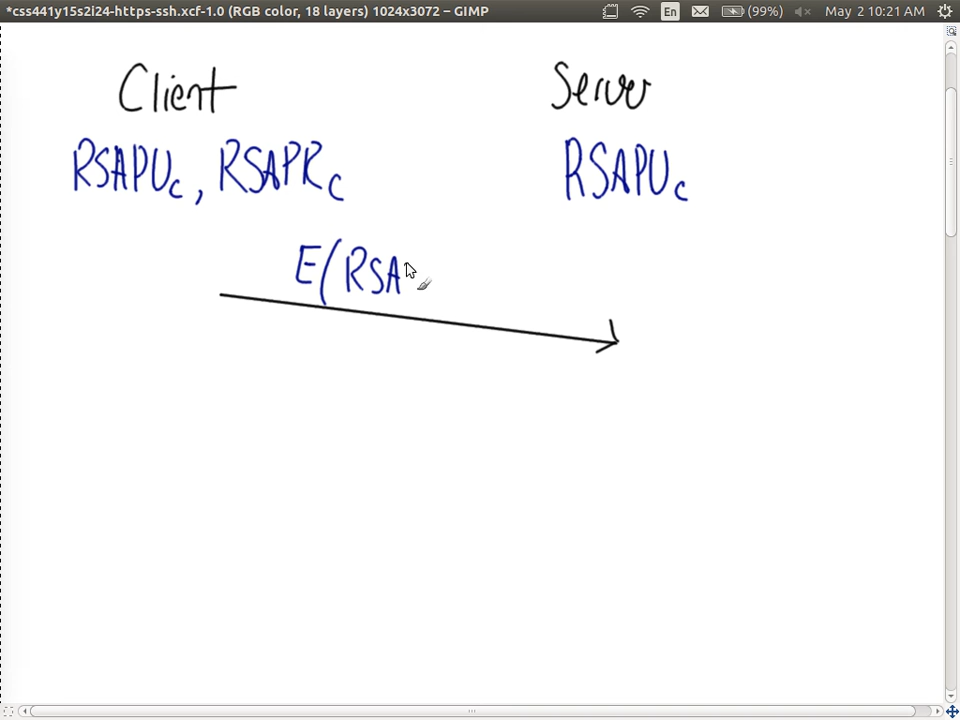 *css441y15s2i24-https-ssh.xcf-1.0 (RGB color, 18 layers) 1024x3072 – GIMP En (99%) May 2 10:21 AM
Client Server
RSAPUc, RSAPRc RSAPUc
E(RSA